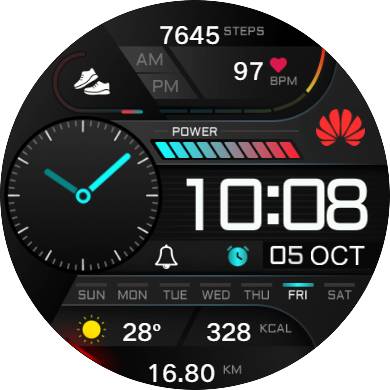 7645 STEPS
AM
PM
97 BPM
POWER
10:08
05 OCT
SUN MON TUE WED THU FRI SAT
28° 328 KCAL
16.80 KM